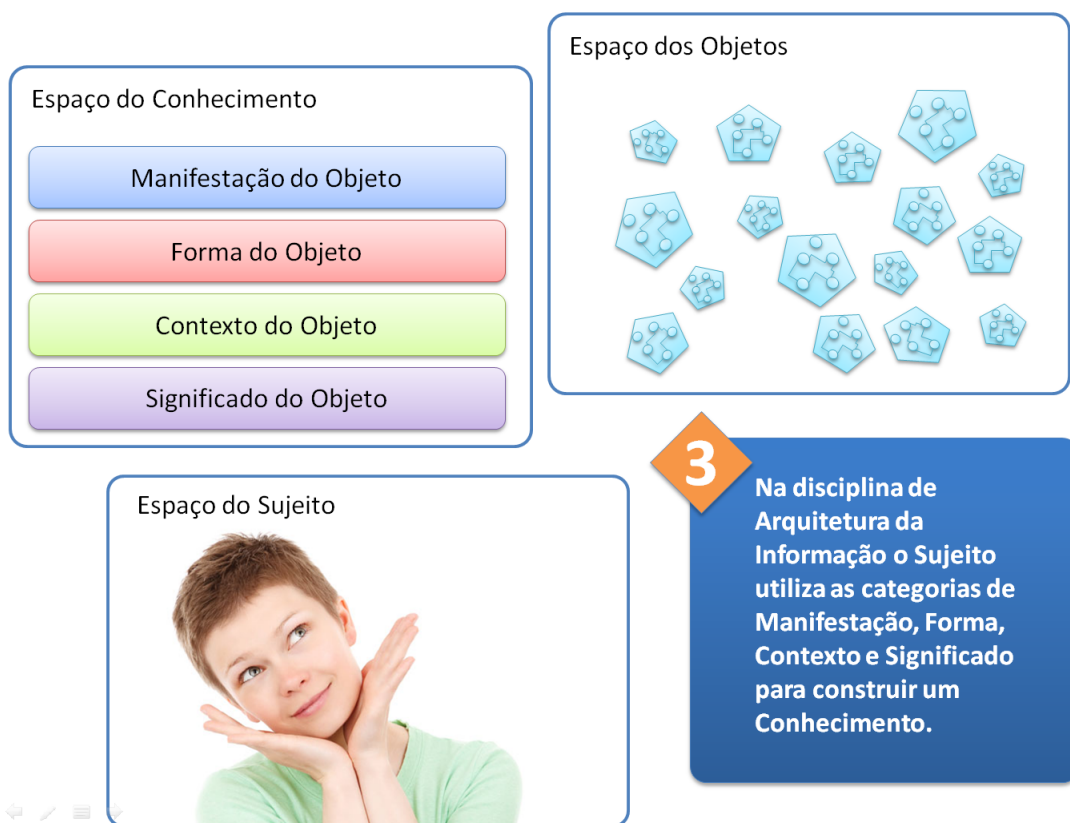 Espaço do Conhecimento
Manifestação do Objeto
Forma do Objeto
Contexto do Objeto
Significado do Objeto
Espaço dos Objetos
Espaço do Sujeito
3
Na disciplina de
Arquitetura da
Informação o Sujeito
utiliza as categorias de
Manifestação, Forma,
Contexto e Significado
para construir um
Conhecimento.